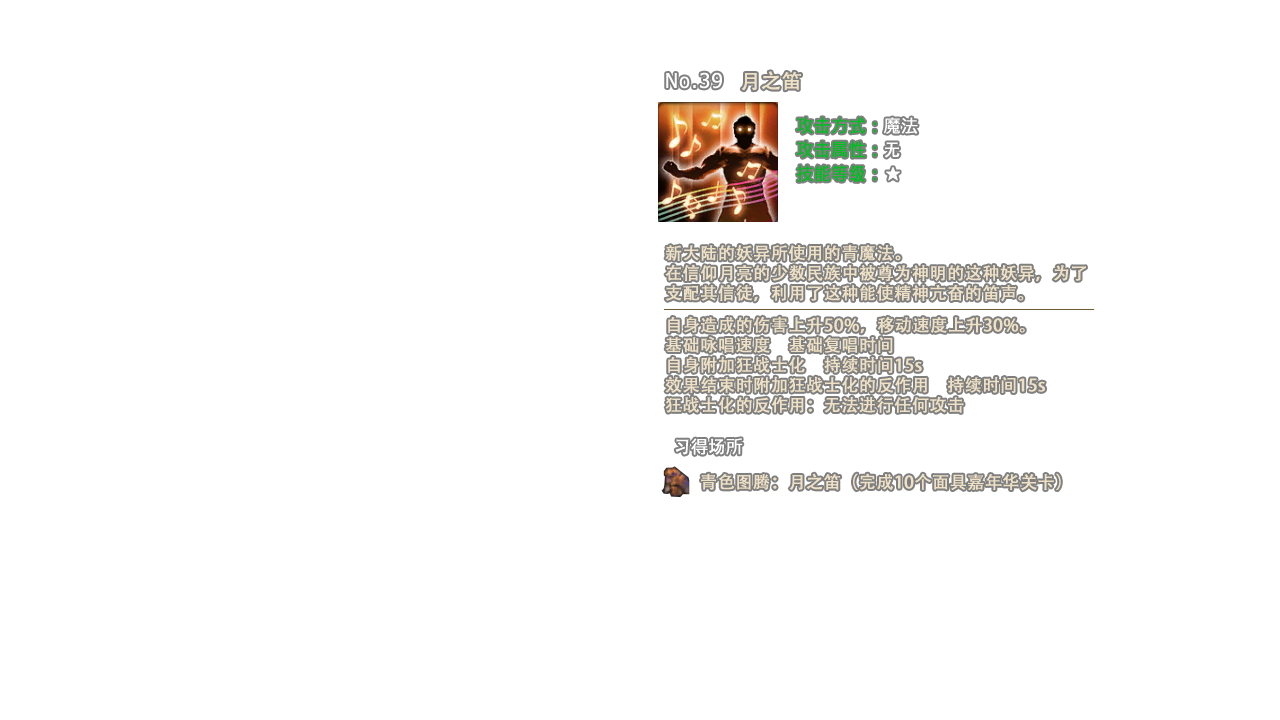 No.39 月之笛
攻击方式：魔法
攻击属性：无
技能等级：☆
新大陆的妖异所使用的青魔法。
在信仰月亮的少数民族中被尊为神明的这种妖异，为了
支配其信徒，利用了这种能使精神亢奋的笛声。
自身造成的伤害上升50%，移动速度上升30%。
基础咏唱速度 基础复唱时间
自身附加狂战士化 持续时间15s
效果结束时附加狂战士化的反作用 持续时间15s
狂战士化的反作用：无法进行任何攻击
习得场所
青色图腾：月之笛（完成10个面具嘉年华关卡）